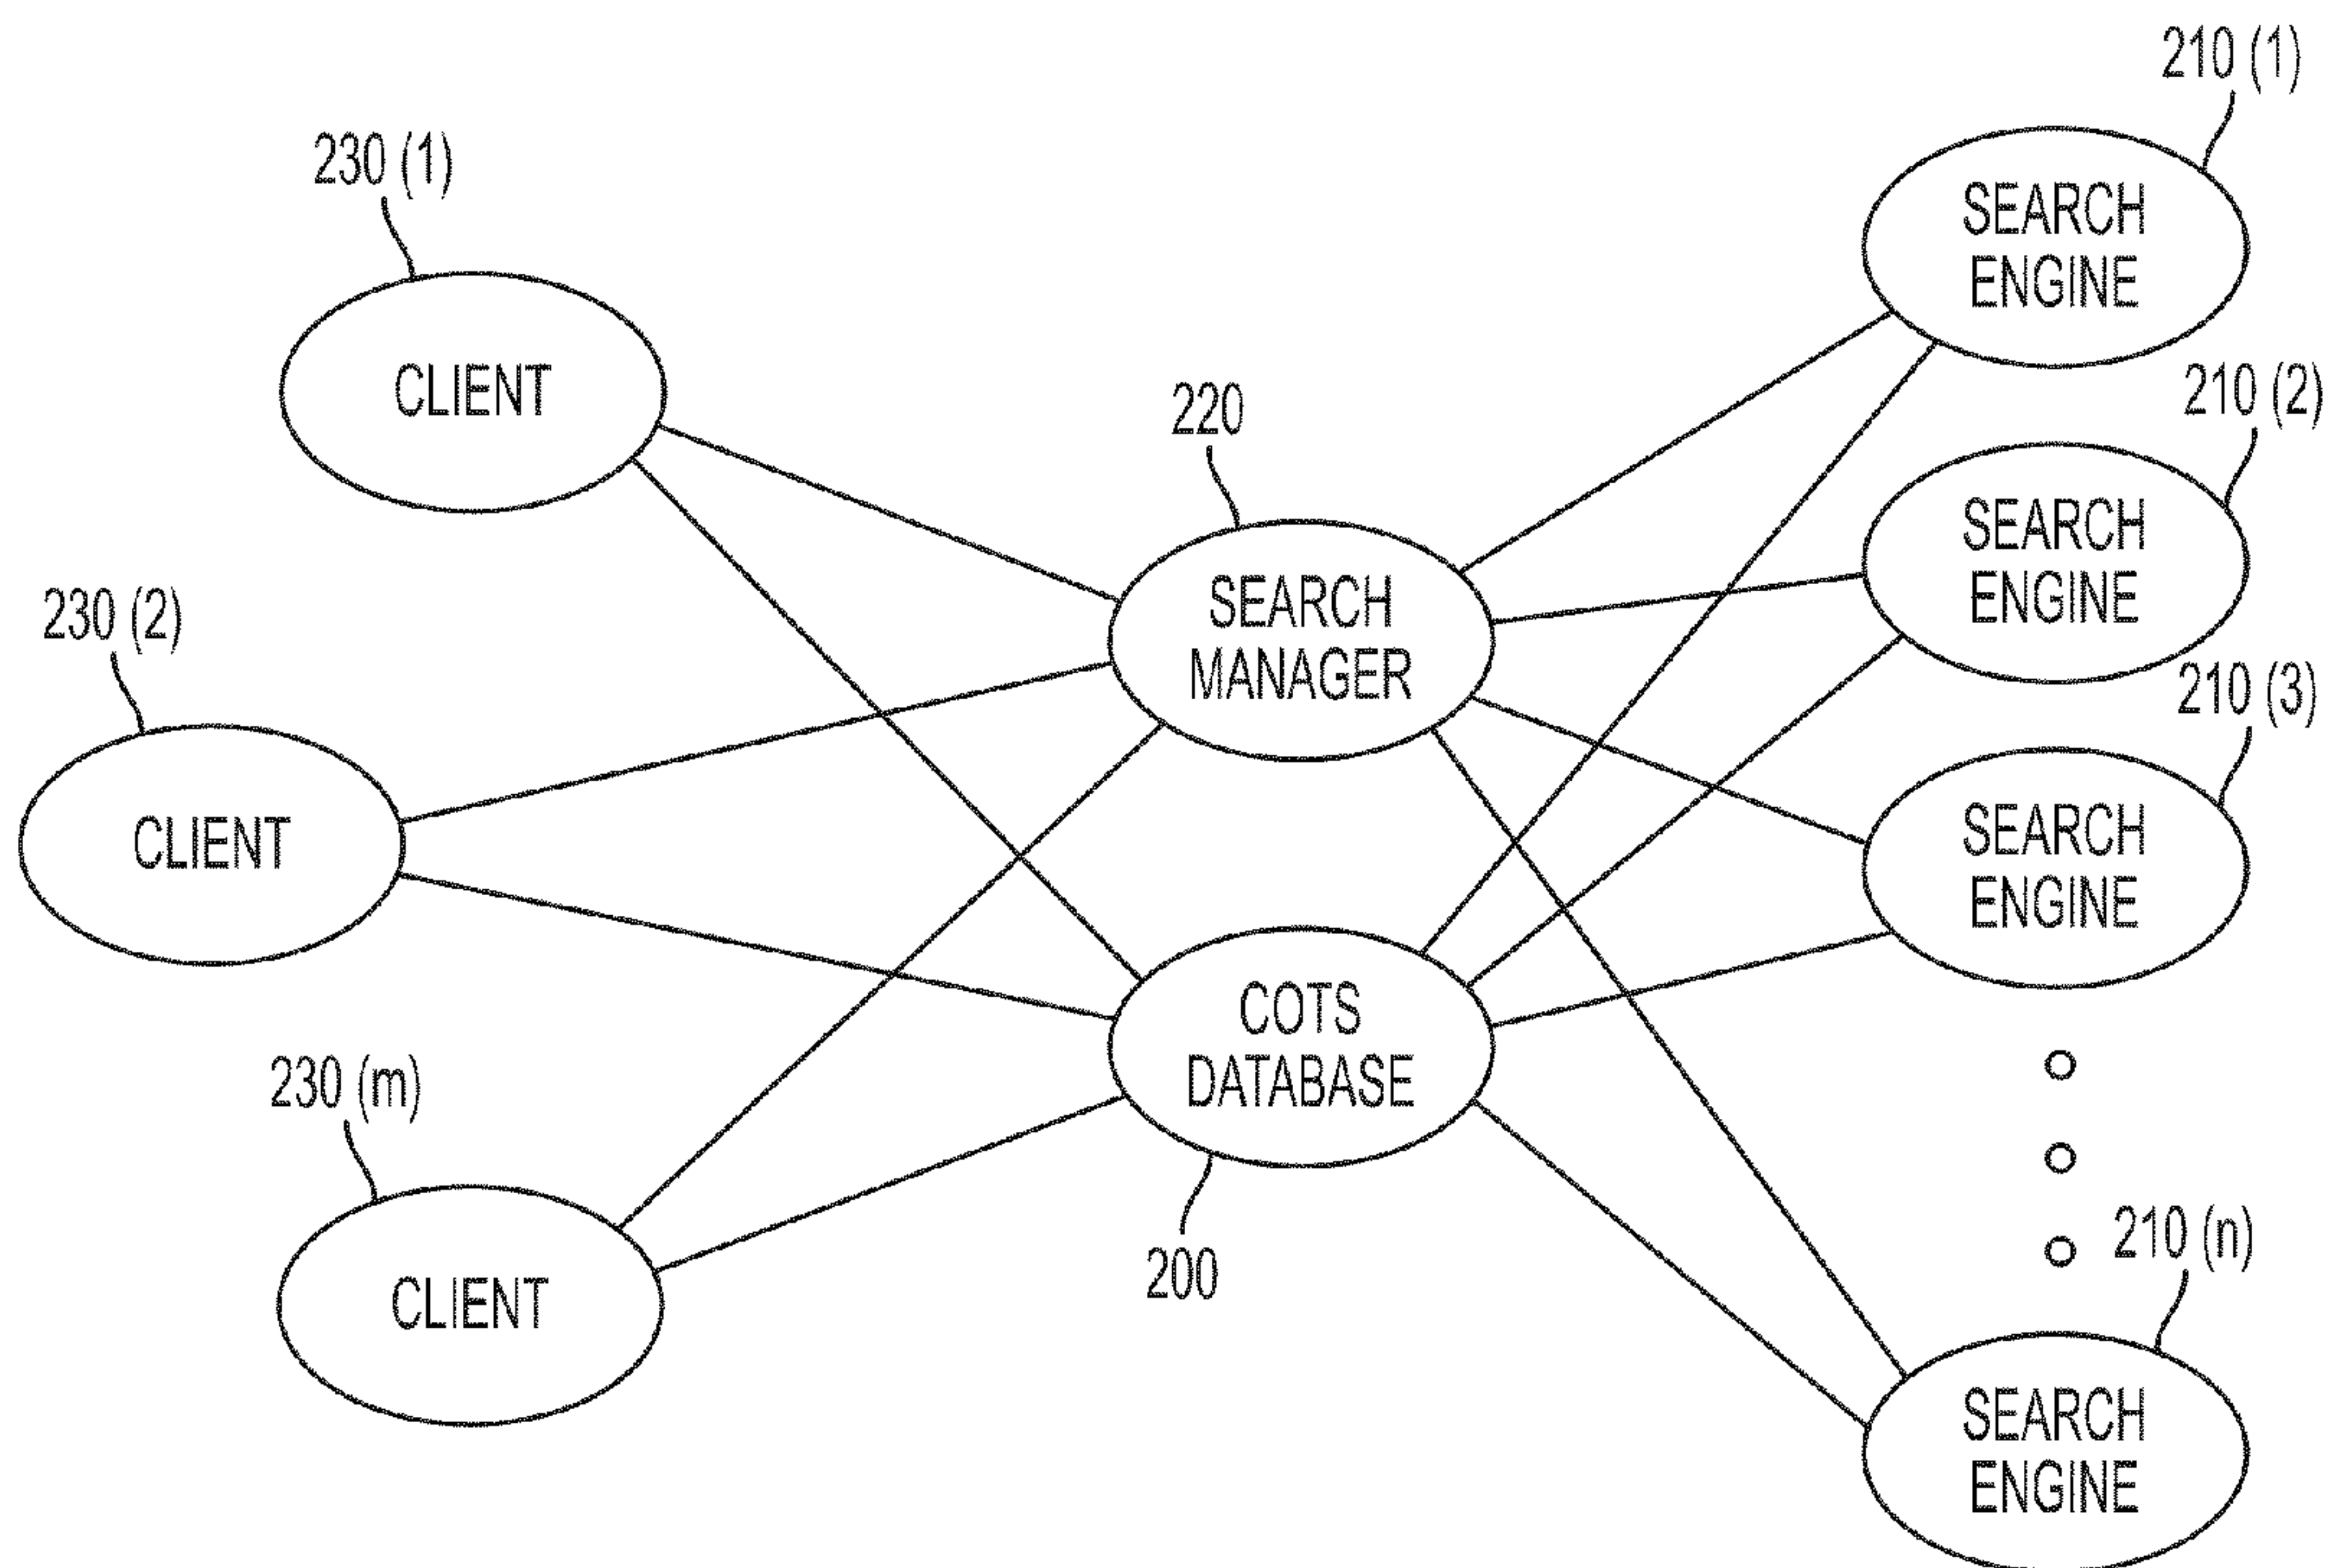 210 (1)
SEARCH
ENGINE
230 (1)
CLIENT
210 (2)
SEARCH
ENGINE
220
SEARCH
MANAGER
230 (2)
CLIENT
210 (3)
SEARCH
ENGINE
COTS
DATABASE
200
230 (m)
CLIENT
210 (n)
SEARCH
ENGINE